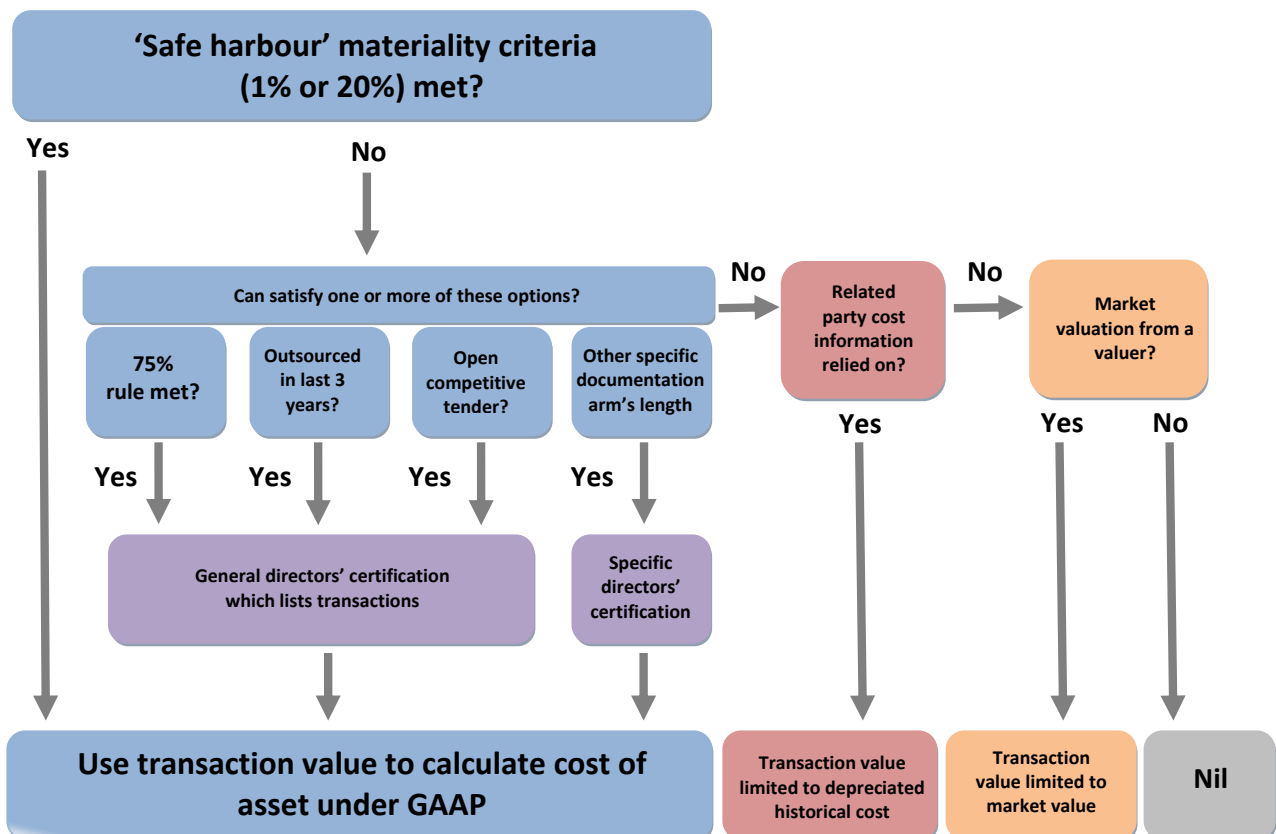 ‘Safe harbour’ materiality criteria
(1% or 20%) met?
Yes
No
Can satisfy one or more of these options?
No
Related
party cost
information
relied on?
No
Market
valuation from a
valuer?
75%
rule met?
Outsourced
in last 3
years?
Open
competitive
tender?
Other specific
documentation
arm’s length
Yes
Yes
Yes
Yes
Yes
Yes
No
General directors’ certification
which lists transactions
Specific
directors’
certification
Use transaction value to calculate cost of
asset under GAAP
Transaction value
limited to depreciated
historical cost
Transaction
value limited to
market value
Nil